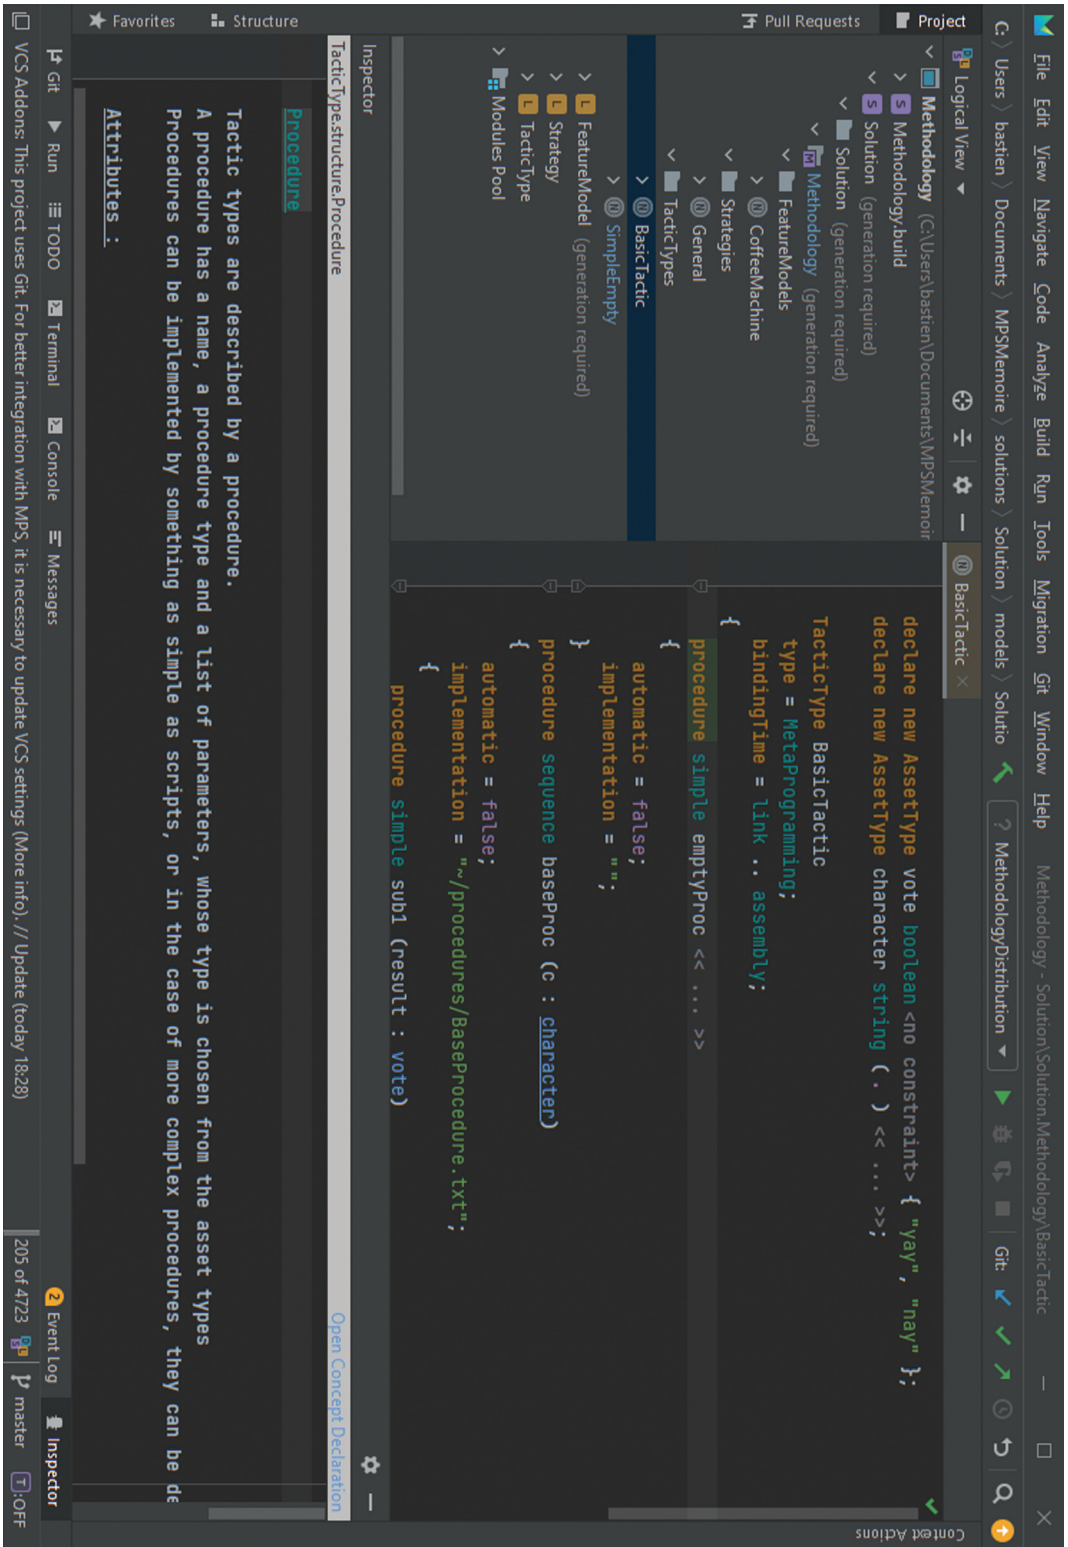 File Edit View Navigate Code Analyze Build Run Tools Migration Git Window Help Methodology - Solution\Solution.Methodology\BasicTactic
C: Users bastien Documents MPSMemoire solutions Solution models Solutio
MethodologyDistribution
Git:
Project
Pull Requests
Structure
Favorites
Logical View
Methodology (C:\Users\bastien\Documents\MPSMemoir
Methodology.build
Solution (generation required)
Solution (generation required)
Methodology (generation required)
FeatureModels
CoffeeMachine
Strategies
General
TacticTypes
BasicTactic
SimpleEmpty
FeatureModel (generation required)
Strategy
TacticType
Modules Pool
BasicTactic
declare new AssetType vote boolean <no constraint> { "yay", "nay" };
declare new AssetType character string ( . ) << ... >>;
TacticType BasicTactic
type = MetaProgramming;
bindingTime = link .. assembly;
{
procedure simple emptyProc << ... >>
{
automatic = false;
implementation = "";
}
procedure sequence baseProc (c : character)
{
automatic = false;
implementation = "~/procedures/BaseProcedure.txt";
{
procedure simple sub1 (result : vote)
Context Actions
Inspector
TacticType.structure.Procedure Open Concept Declaration
Procedure
Tactic types are described by a procedure.
A procedure has a name, a procedure type and a list of parameters, whose type is chosen from the asset types
Procedures can be implemented by something as simple as scripts, or in the case of more complex procedures, they can be de
Attributes :
Git Run TODO Terminal Console Messages 2 Event Log Inspector
VCS Addons: This project uses Git. For better integration with MPS, it is necessary to update VCS settings (More info). // Update (today 18:28) 205 of 4723 master T:OFF